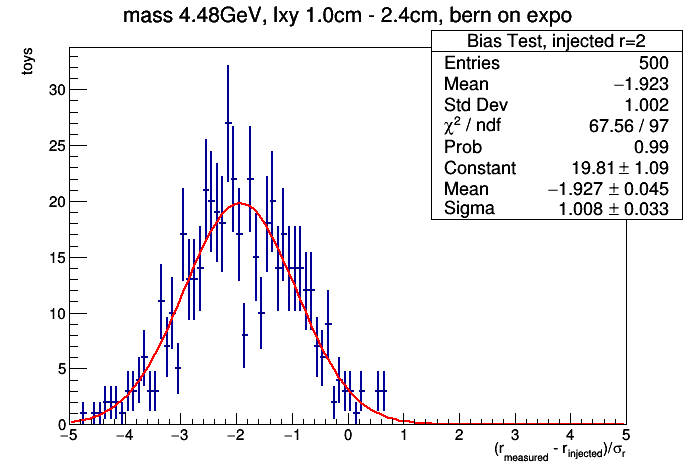 mass 4.48GeV, lxy 1.0cm - 2.4cm, bern on expo
Bias Test, injected r=2
Entries 500
Mean −1.923
Std Dev 1.002
χ² / ndf 67.56 / 97
Prob 0.99
Constant 19.81 ± 1.09
Mean −1.927 ± 0.045
Sigma 1.008 ± 0.033
toys
30
25
20
15
10
5
0
−5 −4 −3 −2 −1 0 1 2 3 4 5
(r_measured - r_injected)/σ_r